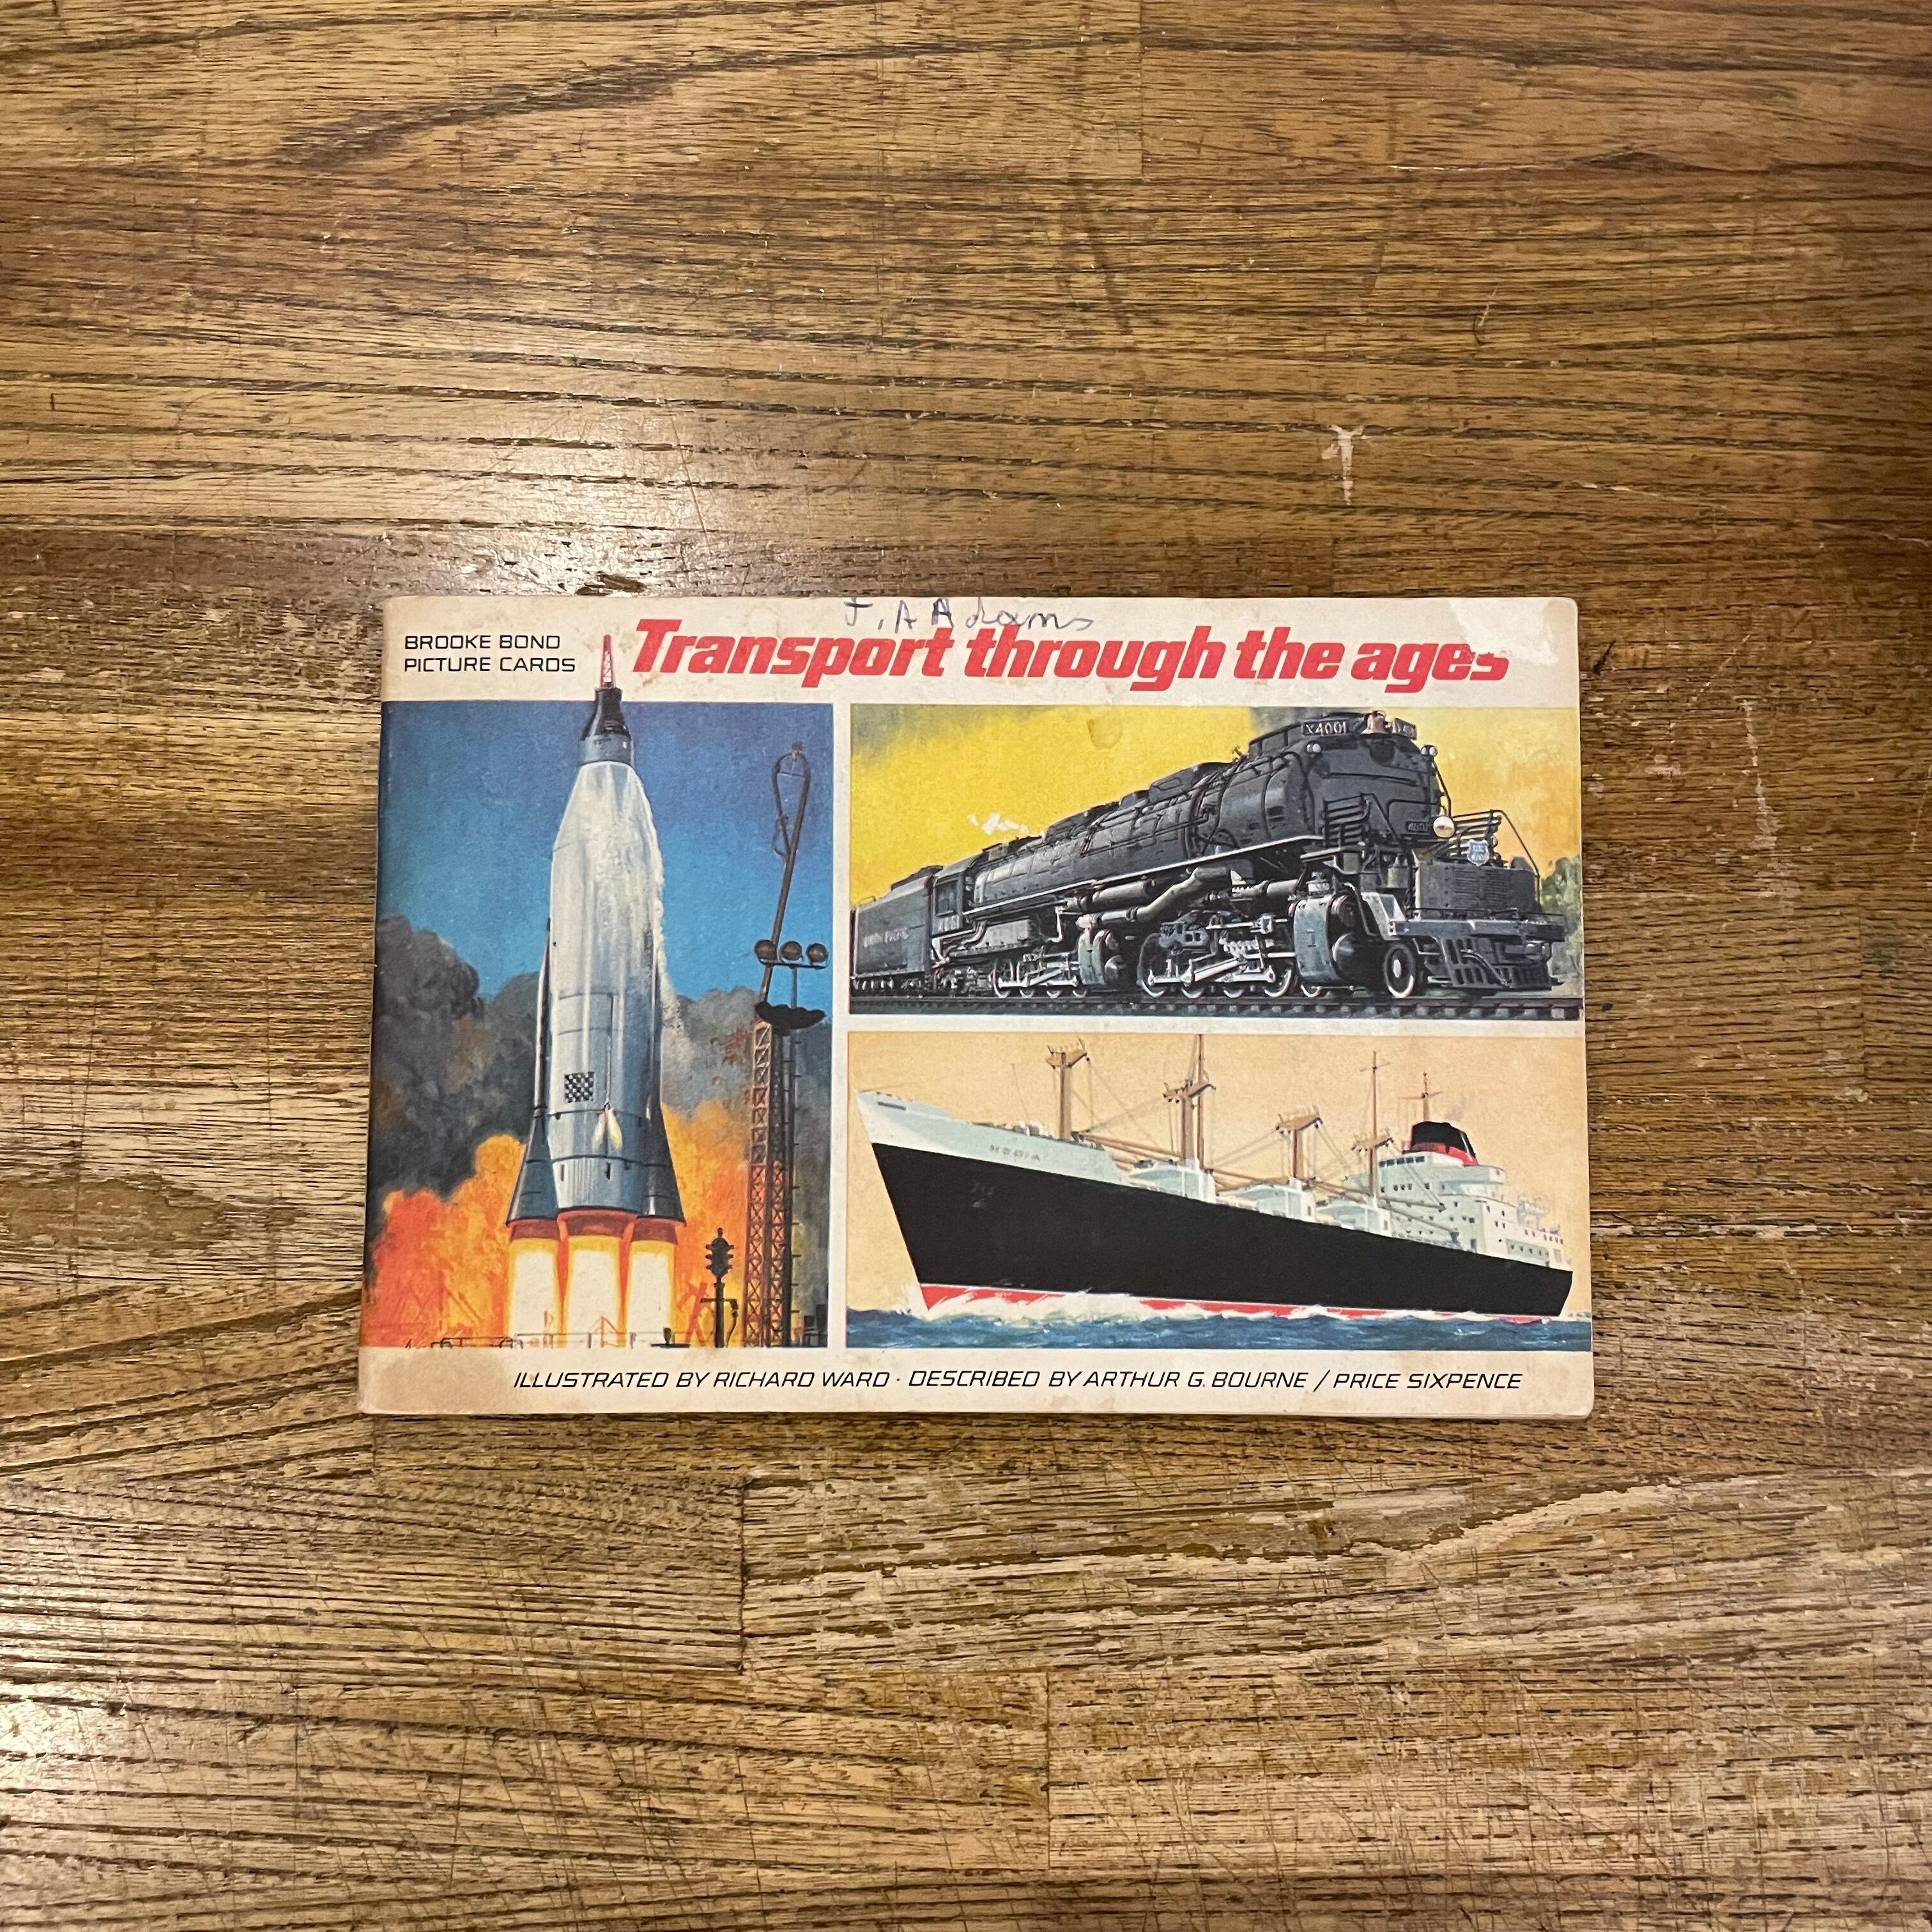 J.A Adams
BROOKE BOND
PICTURE CARDS
Transport through the ages
X4001
ILLUSTRATED BY RICHARD WARD · DESCRIBED BY ARTHUR G. BOURNE / PRICE SIXPENCE